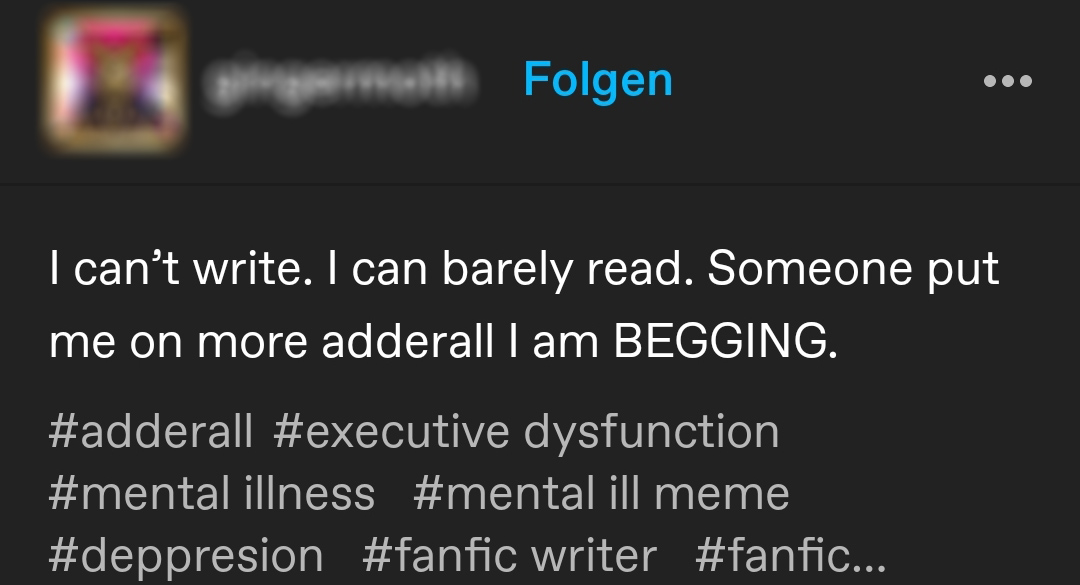 Folgen
I can’t write. I can barely read. Someone put
me on more adderall I am BEGGING.
#adderall #executive dysfunction
#mental illness #mental ill meme
#deppresion #fanfic writer #fanfic...